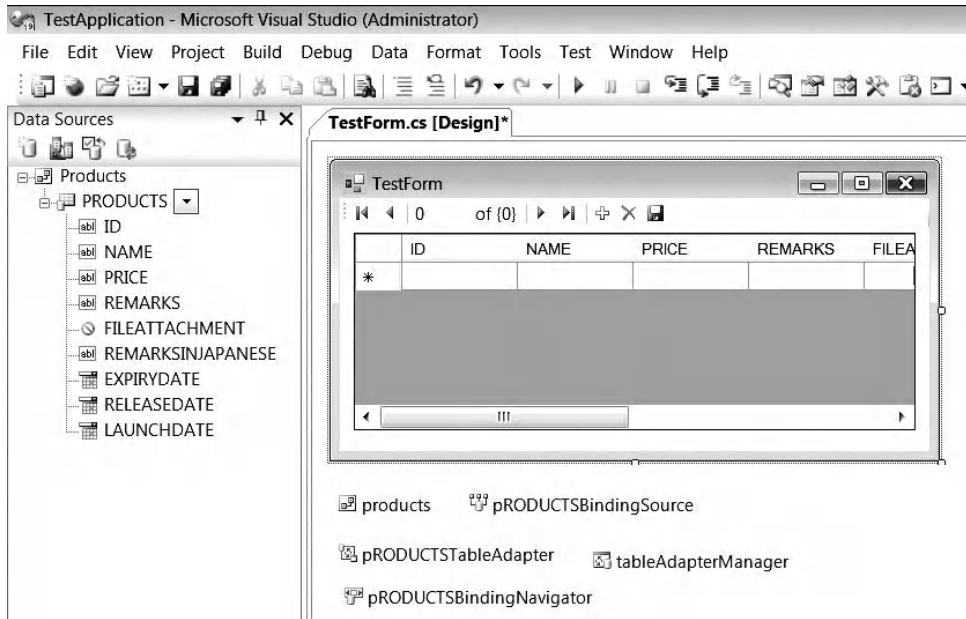 TestApplication - Microsoft Visual Studio (Administrator)
File Edit View Project Build Debug Data Format Tools Test Window Help
Data Sources
TestForm.cs [Design]*
Products
PRODUCTS
ID
NAME
PRICE
REMARKS
FILEATTACHMENT
REMARKSINJAPANESE
EXPIRYDATE
RELEASEDATE
LAUNCHDATE
TestForm
0 of {0}
ID NAME PRICE REMARKS FILEA
products pRODUCTSBindingSource
pRODUCTSTableAdapter tableAdapterManager
pRODUCTSBindingNavigator